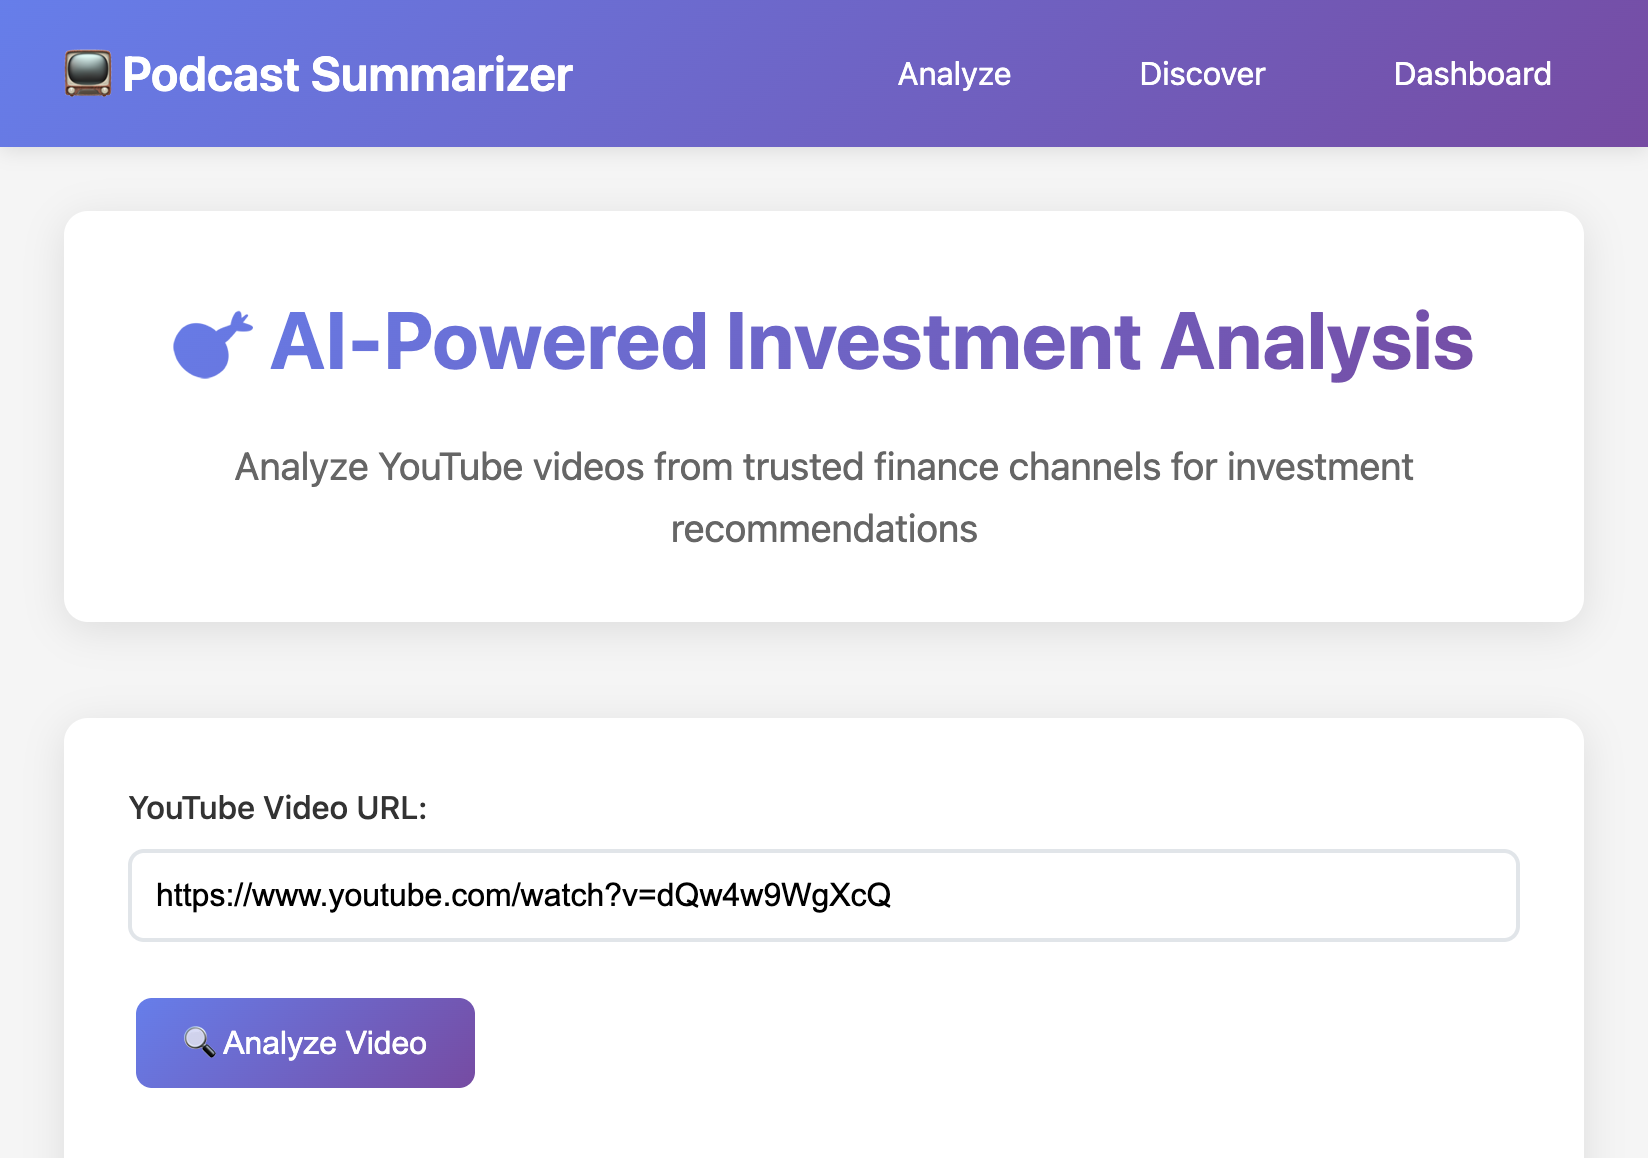 Podcast Summarizer
Analyze
Discover
Dashboard
AI-Powered Investment Analysis
Analyze YouTube videos from trusted finance channels for investment
recommendations
YouTube Video URL:
https://www.youtube.com/watch?v=dQw4w9WgXcQ
Analyze Video